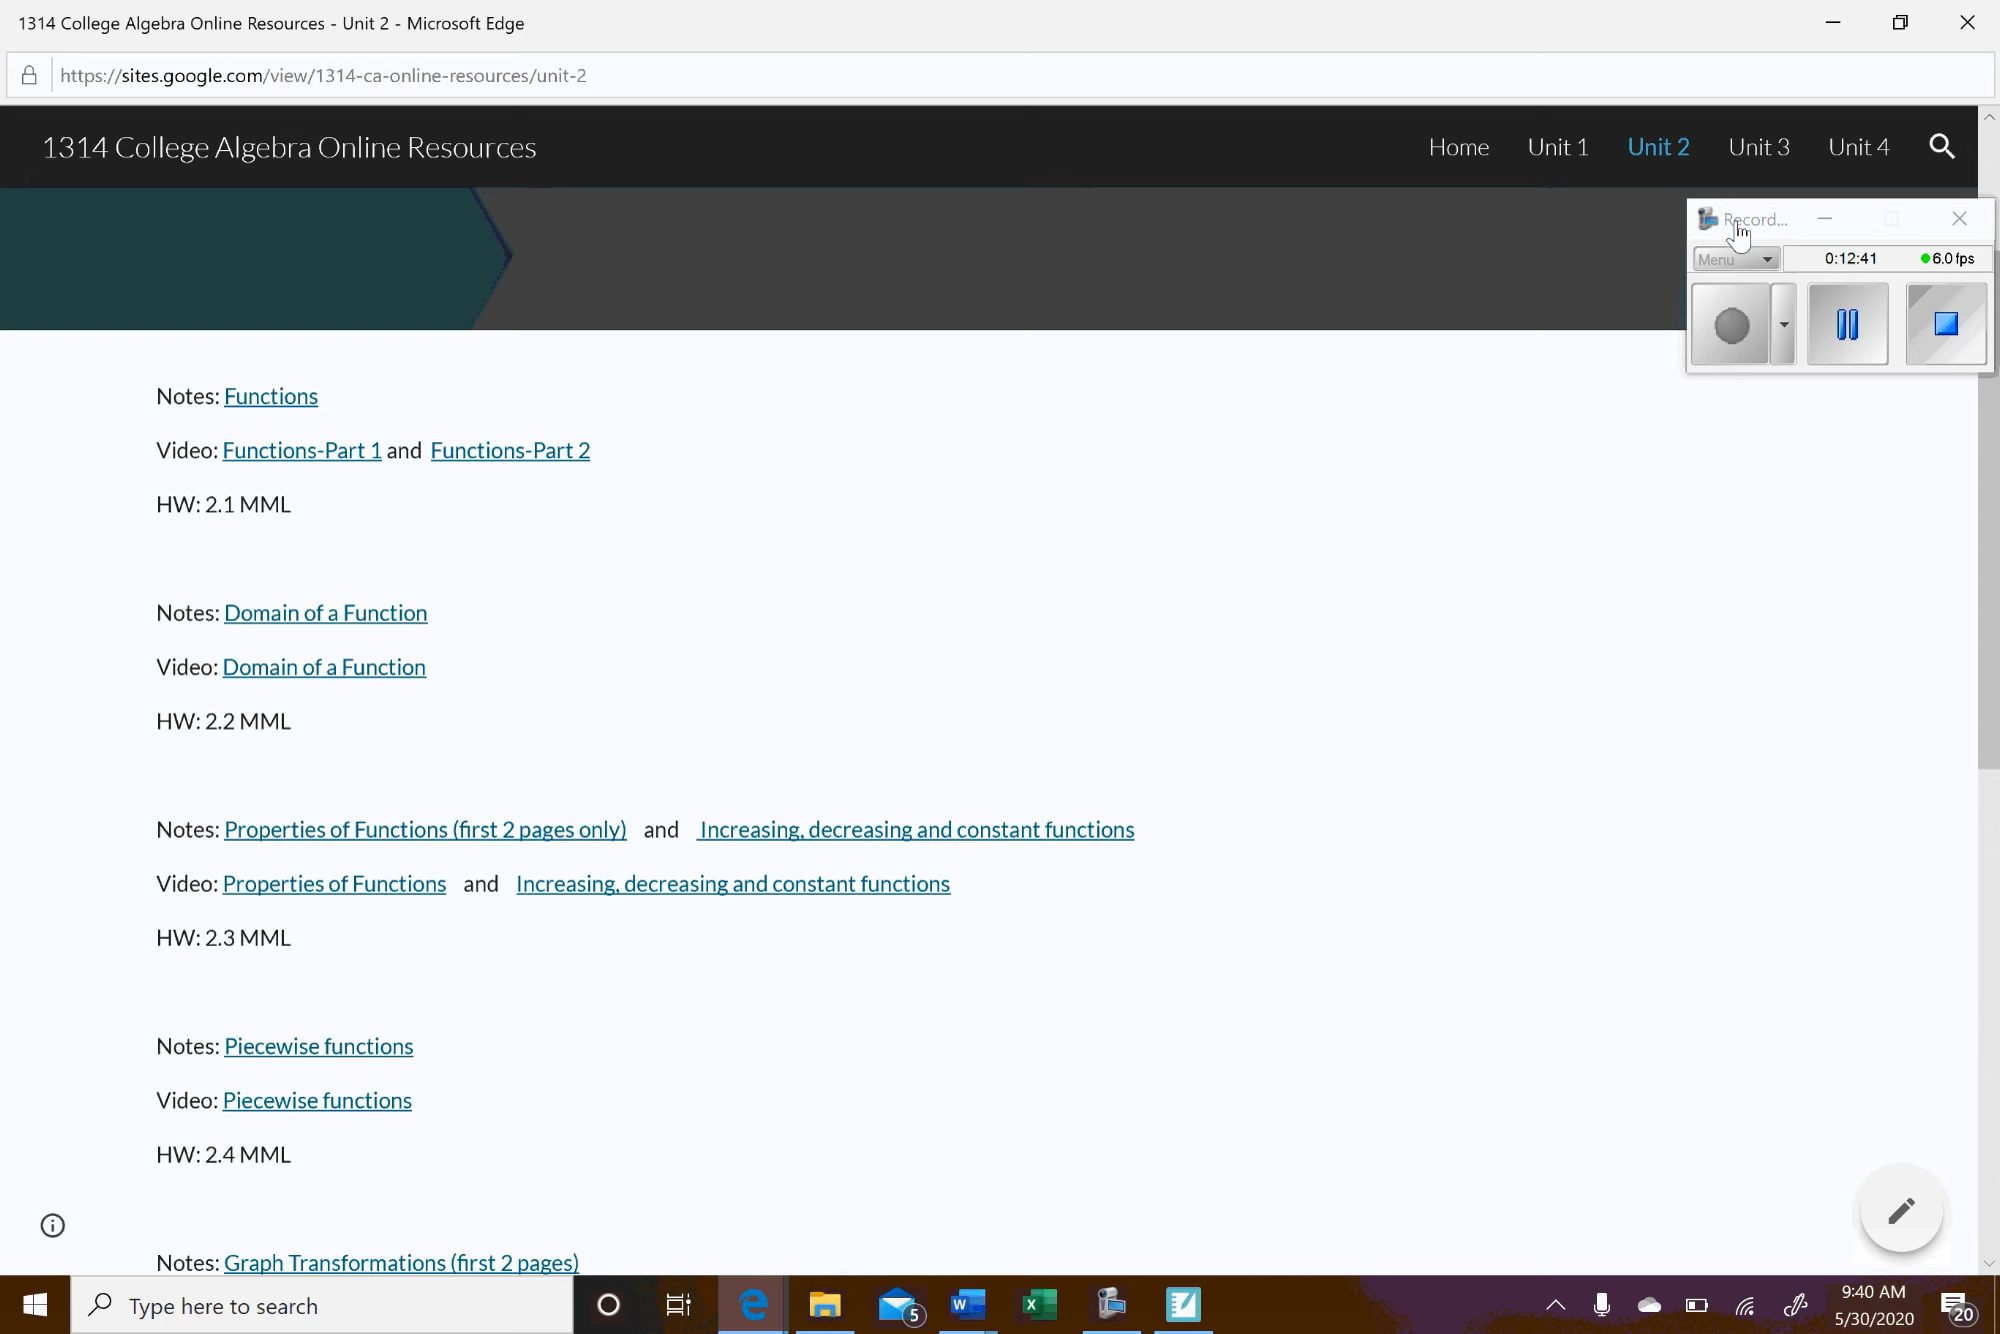 1314 College Algebra Online Resources - Unit 2 - Microsoft Edge
https://sites.google.com/view/1314-ca-online-resources/unit-2
1314 College Algebra Online Resources Home Unit 1 Unit 2 Unit 3 Unit 4
Record...
Menu 0:12:41 6.0 fps
Notes: Functions
Video: Functions-Part 1 and Functions-Part 2
HW: 2.1 MML
Notes: Domain of a Function
Video: Domain of a Function
HW: 2.2 MML
Notes: Properties of Functions (first 2 pages only) and Increasing, decreasing and constant functions
Video: Properties of Functions and Increasing, decreasing and constant functions
HW: 2.3 MML
Notes: Piecewise functions
Video: Piecewise functions
HW: 2.4 MML
Notes: Graph Transformations (first 2 pages)
Type here to search
5
W
X
9:40 AM
5/30/2020
20